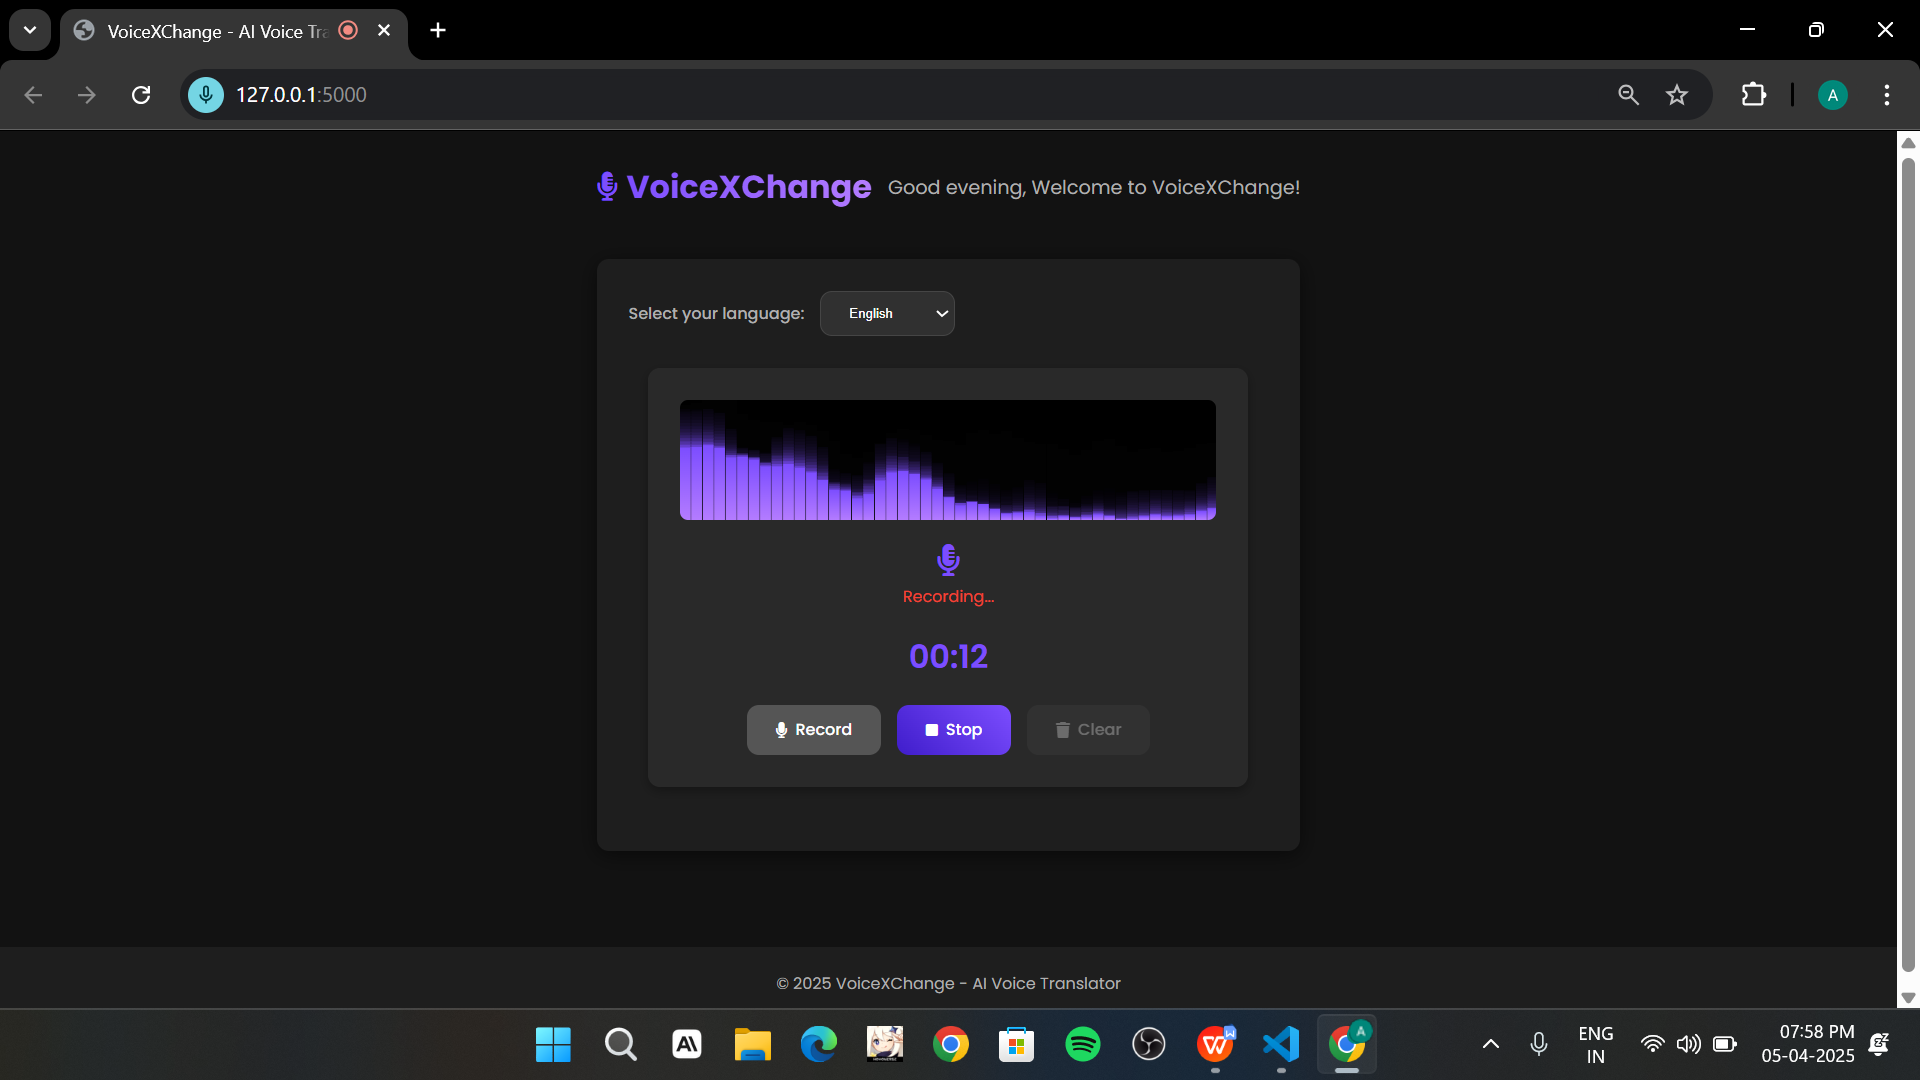 VoiceXChange - AI Voice Tra
127.0.0.1:5000
A
VoiceXChange
Good evening, Welcome to VoiceXChange!
Select your language: English
Recording...
00:12
Record Stop Clear
© 2025 VoiceXChange - AI Voice Translator
A
ENG
IN
07:58 PM
05-04-2025